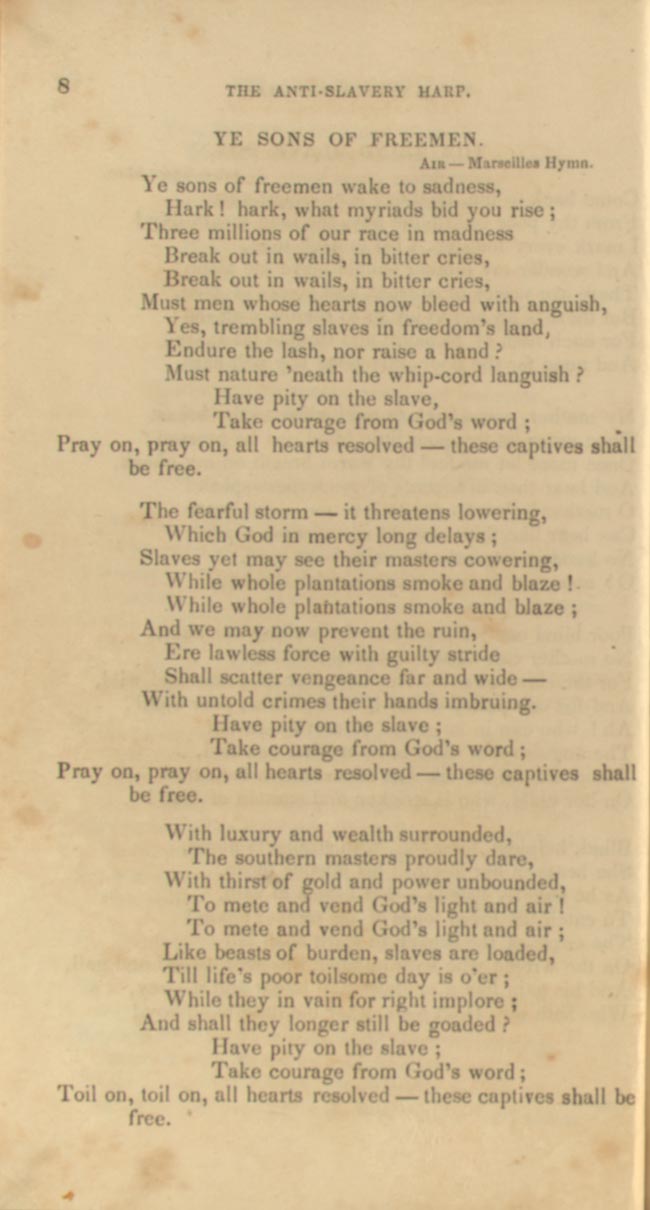 8
THE ANTI-SLAVERY HARP.
YE SONS OF FREEMEN.
AIR — Marseilles Hymn.
Ye sons of freemen wake to sadness,
Hark! hark, what myriads bid you rise;
Three millions of our race in madness
Break out in wails, in bitter cries,
Break out in wails, in bitter cries,
Must men whose hearts now bleed with anguish,
Yes, trembling slaves in freedom's land,
Endure the lash, nor raise a hand?
Must nature 'neath the whip-cord languish?
Have pity on the slave,
Take courage from God's word;
Pray on, pray on, all hearts resolved — these captives shall
be free.
The fearful storm — it threatens lowering,
Which God in mercy long delays;
Slaves yet may see their masters cowering,
While whole plantations smoke and blaze!
While whole plantations smoke and blaze;
And we may now prevent the ruin,
Ere lawless force with guilty stride
Shall scatter vengeance far and wide —
With untold crimes their hands imbruing.
Have pity on the slave;
Take courage from God's word;
Pray on, pray on, all hearts resolved — these captives shall
be free.
With luxury and wealth surrounded,
The southern masters proudly dare,
With thirst of gold and power unbounded,
To mete and vend God's light and air!
To mete and vend God's light and air;
Like beasts of burden, slaves are loaded,
Till life's poor toilsome day is o'er;
While they in vain for right implore;
And shall they longer still be goaded?
Have pity on the slave;
Take courage from God's word;
Toil on, toil on, all hearts resolved — these captives shall be
free.